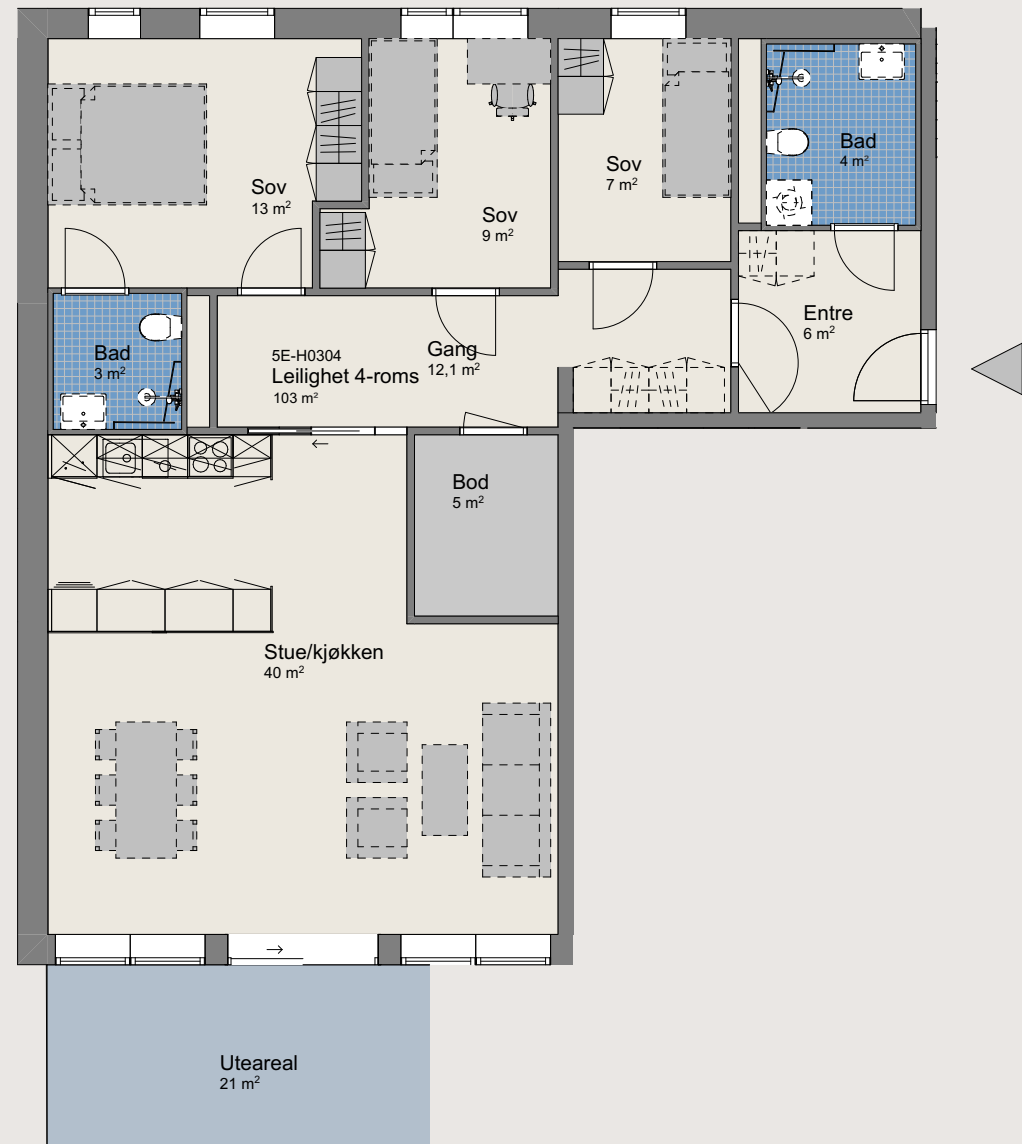 Bad
4 m²
Sov
7 m²
Sov
13 m²
Sov
9 m²
Entre
6 m²
Bad
3 m²
5E-H0304
Leilighet 4-roms
103 m²
Gang
12,1 m²
Bod
5 m²
Stue/kjøkken
40 m²
Uteareal
21 m²